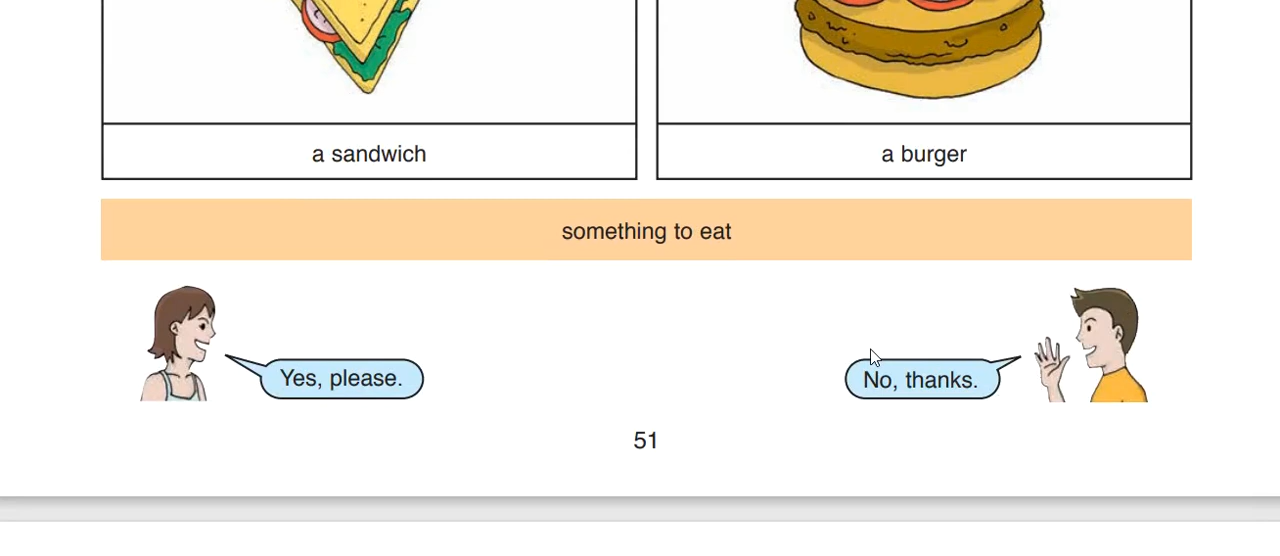 a sandwich
a burger
something to eat
Yes, please.
No, thanks.
51